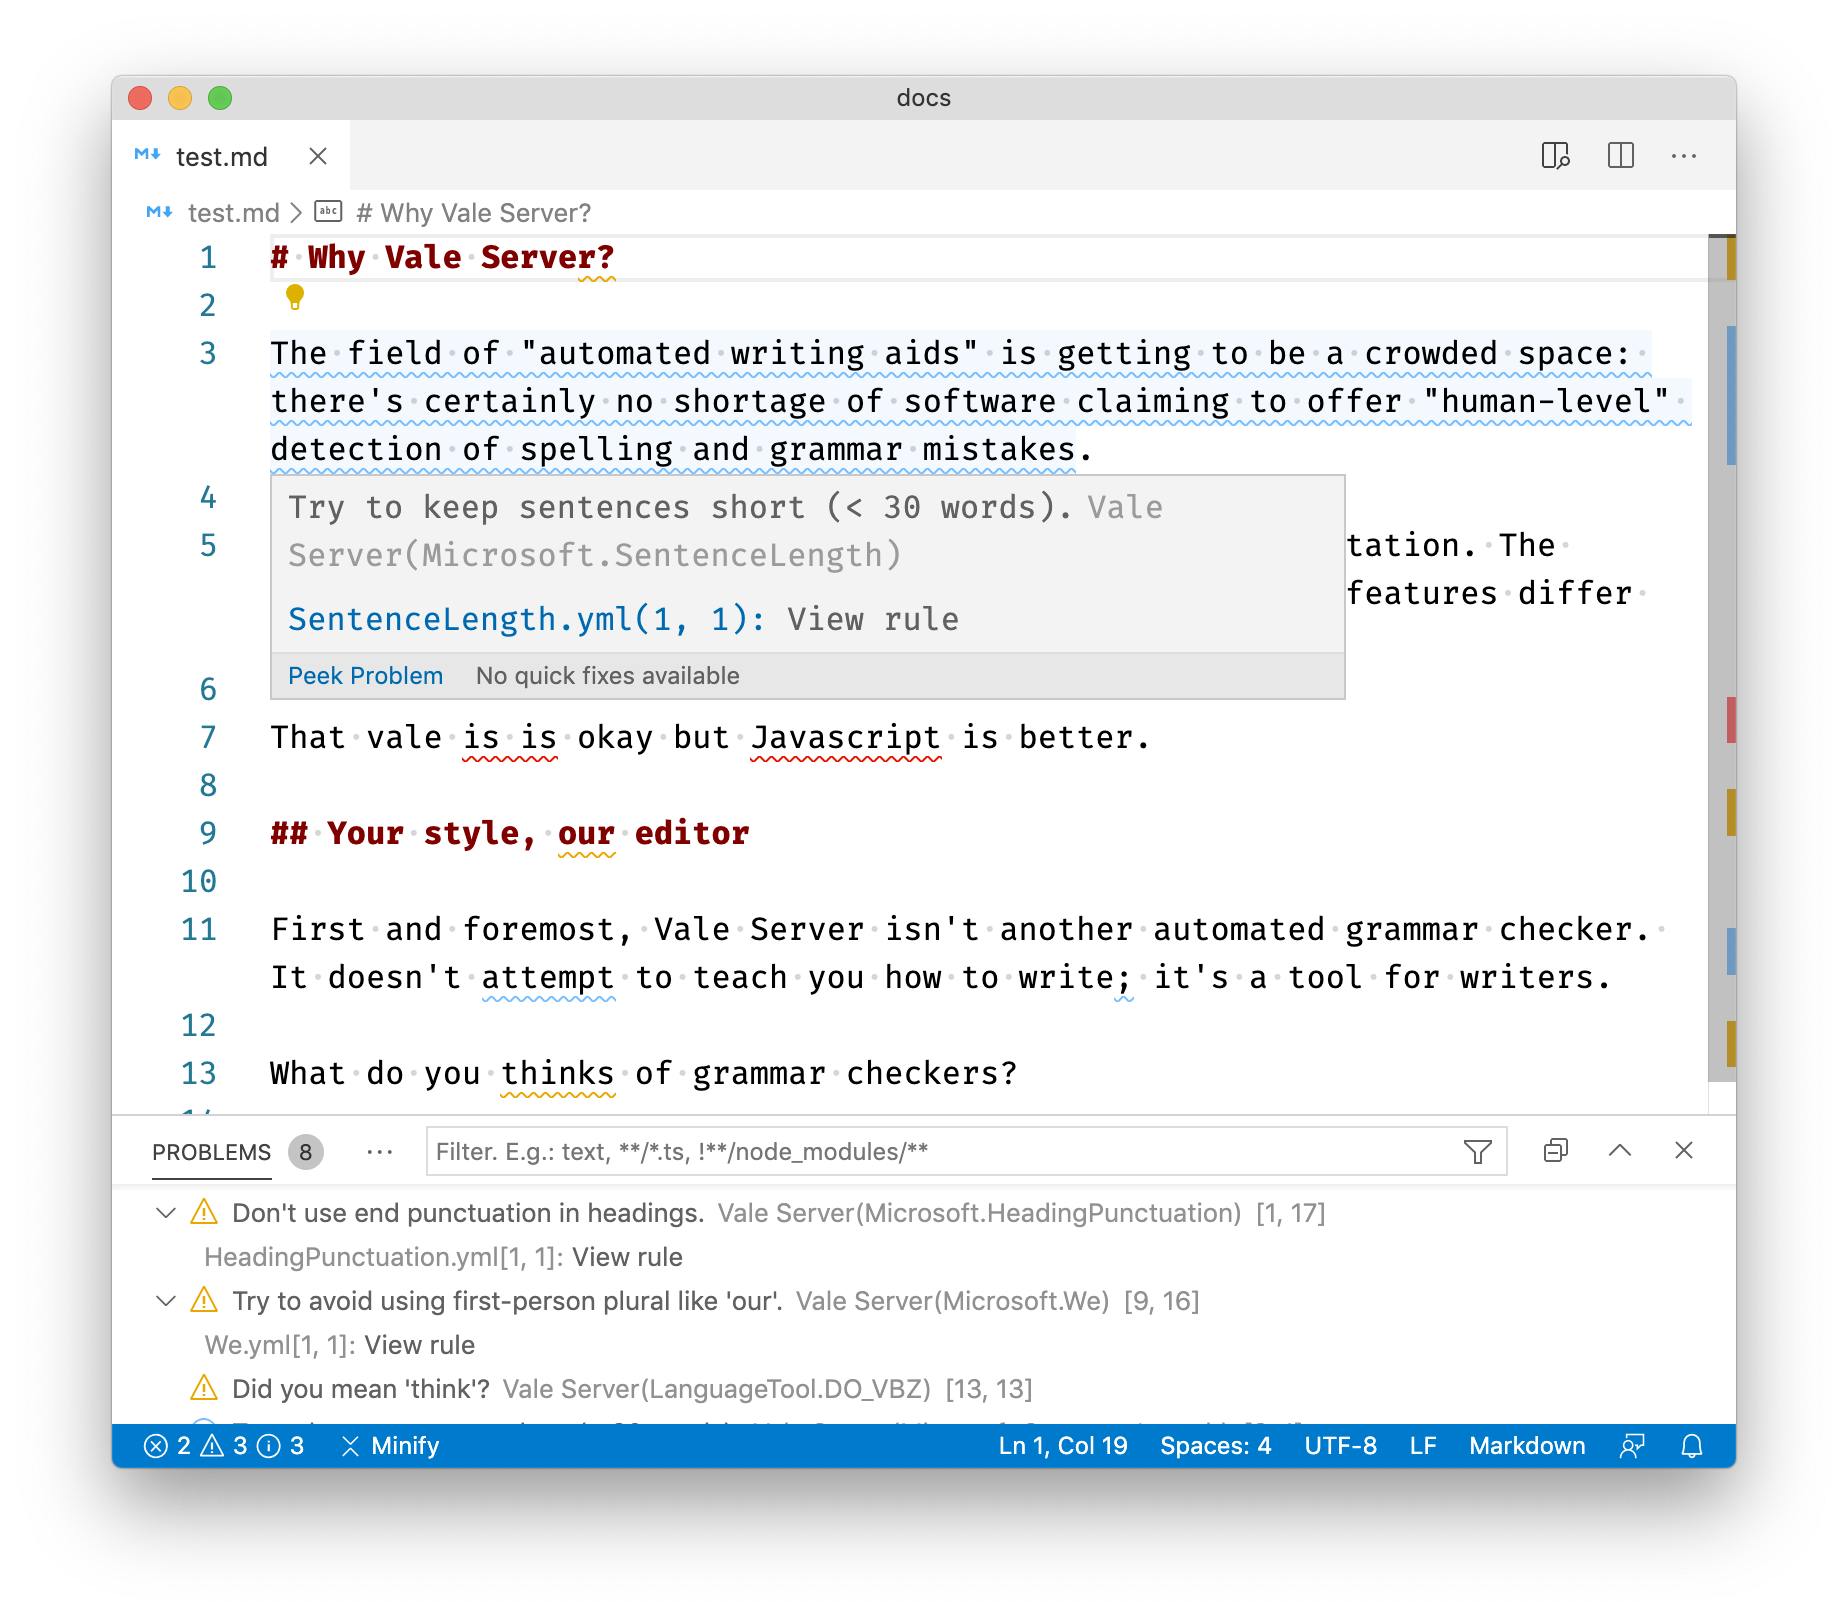 docs
test.md
test.md > # Why Vale Server?
1 # Why Vale Server?
2
3 The field of "automated writing aids" is getting to be a crowded space:
there's certainly no shortage of software claiming to offer "human-level"
detection of spelling and grammar mistakes.
4
Try to keep sentences short (< 30 words). Vale
Server(Microsoft.SentenceLength)
5 tation. The
features differ
SentenceLength.yml(1, 1): View rule
Peek Problem No quick fixes available
6
7 That vale is is okay but Javascript is better.
8
9 ## Your style, our editor
10
11 First and foremost, Vale Server isn't another automated grammar checker.
It doesn't attempt to teach you how to write; it's a tool for writers.
12
13 What do you thinks of grammar checkers?
PROBLEMS 8 ··· Filter. E.g.: text, **/*.ts, !**/node_modules/**
Don't use end punctuation in headings. Vale Server(Microsoft.HeadingPunctuation) [1, 17]
HeadingPunctuation.yml[1, 1]: View rule
Try to avoid using first-person plural like 'our'. Vale Server(Microsoft.We) [9, 16]
We.yml[1, 1]: View rule
Did you mean 'think'? Vale Server(LanguageTool.DO_VBZ) [13, 13]
2 3 3 Minify Ln 1, Col 19 Spaces: 4 UTF-8 LF Markdown